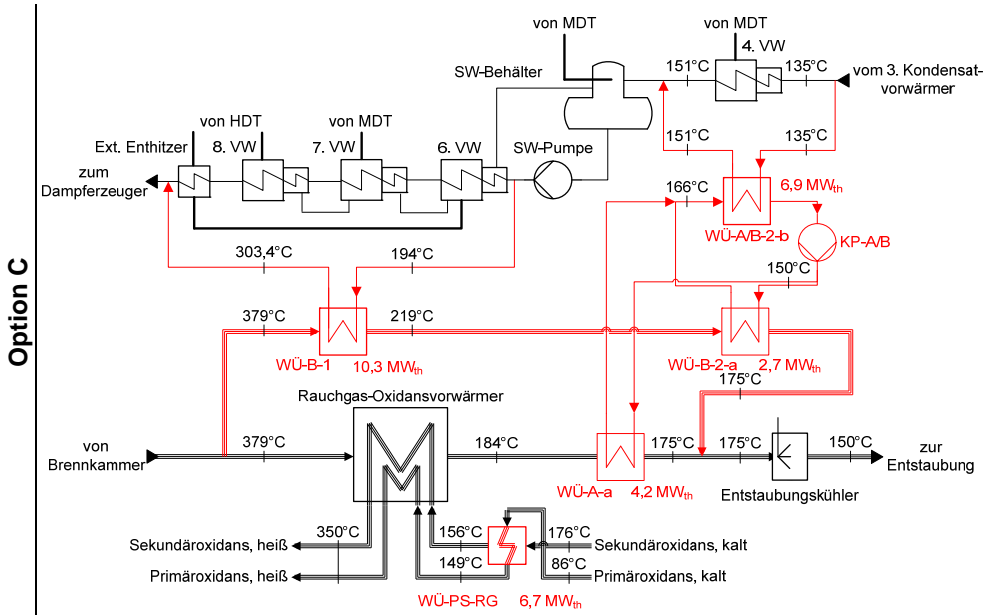 von MDT
von MDT
4. VW
SW-Behälter
151°C
135°C
vom 3. Kondensat-
vorwärmer
von HDT
von MDT
Ext. Enthitzer
8. VW
7. VW
6. VW
SW-Pumpe
151°C
135°C
zum
Dampferzeuger
166°C
6,9 MWth
WÜ-A/B-2-b
KP-A/B
303,4°C
194°C
150°C
Option C
379°C
219°C
WÜ-B-1
10,3 MWth
WÜ-B-2-a
2,7 MWth
175°C
Rauchgas-Oxidansvorwärmer
von
Brennkammer
379°C
184°C
175°C
175°C
150°C
zur
Entstaubung
WÜ-A-a
4,2 MWth
Entstaubungskühler
350°C
156°C
176°C
Sekundäroxidans, heiß
Sekundäroxidans, kalt
149°C
86°C
Primäroxidans, heiß
Primäroxidans, kalt
WÜ-PS-RG
6,7 MWth